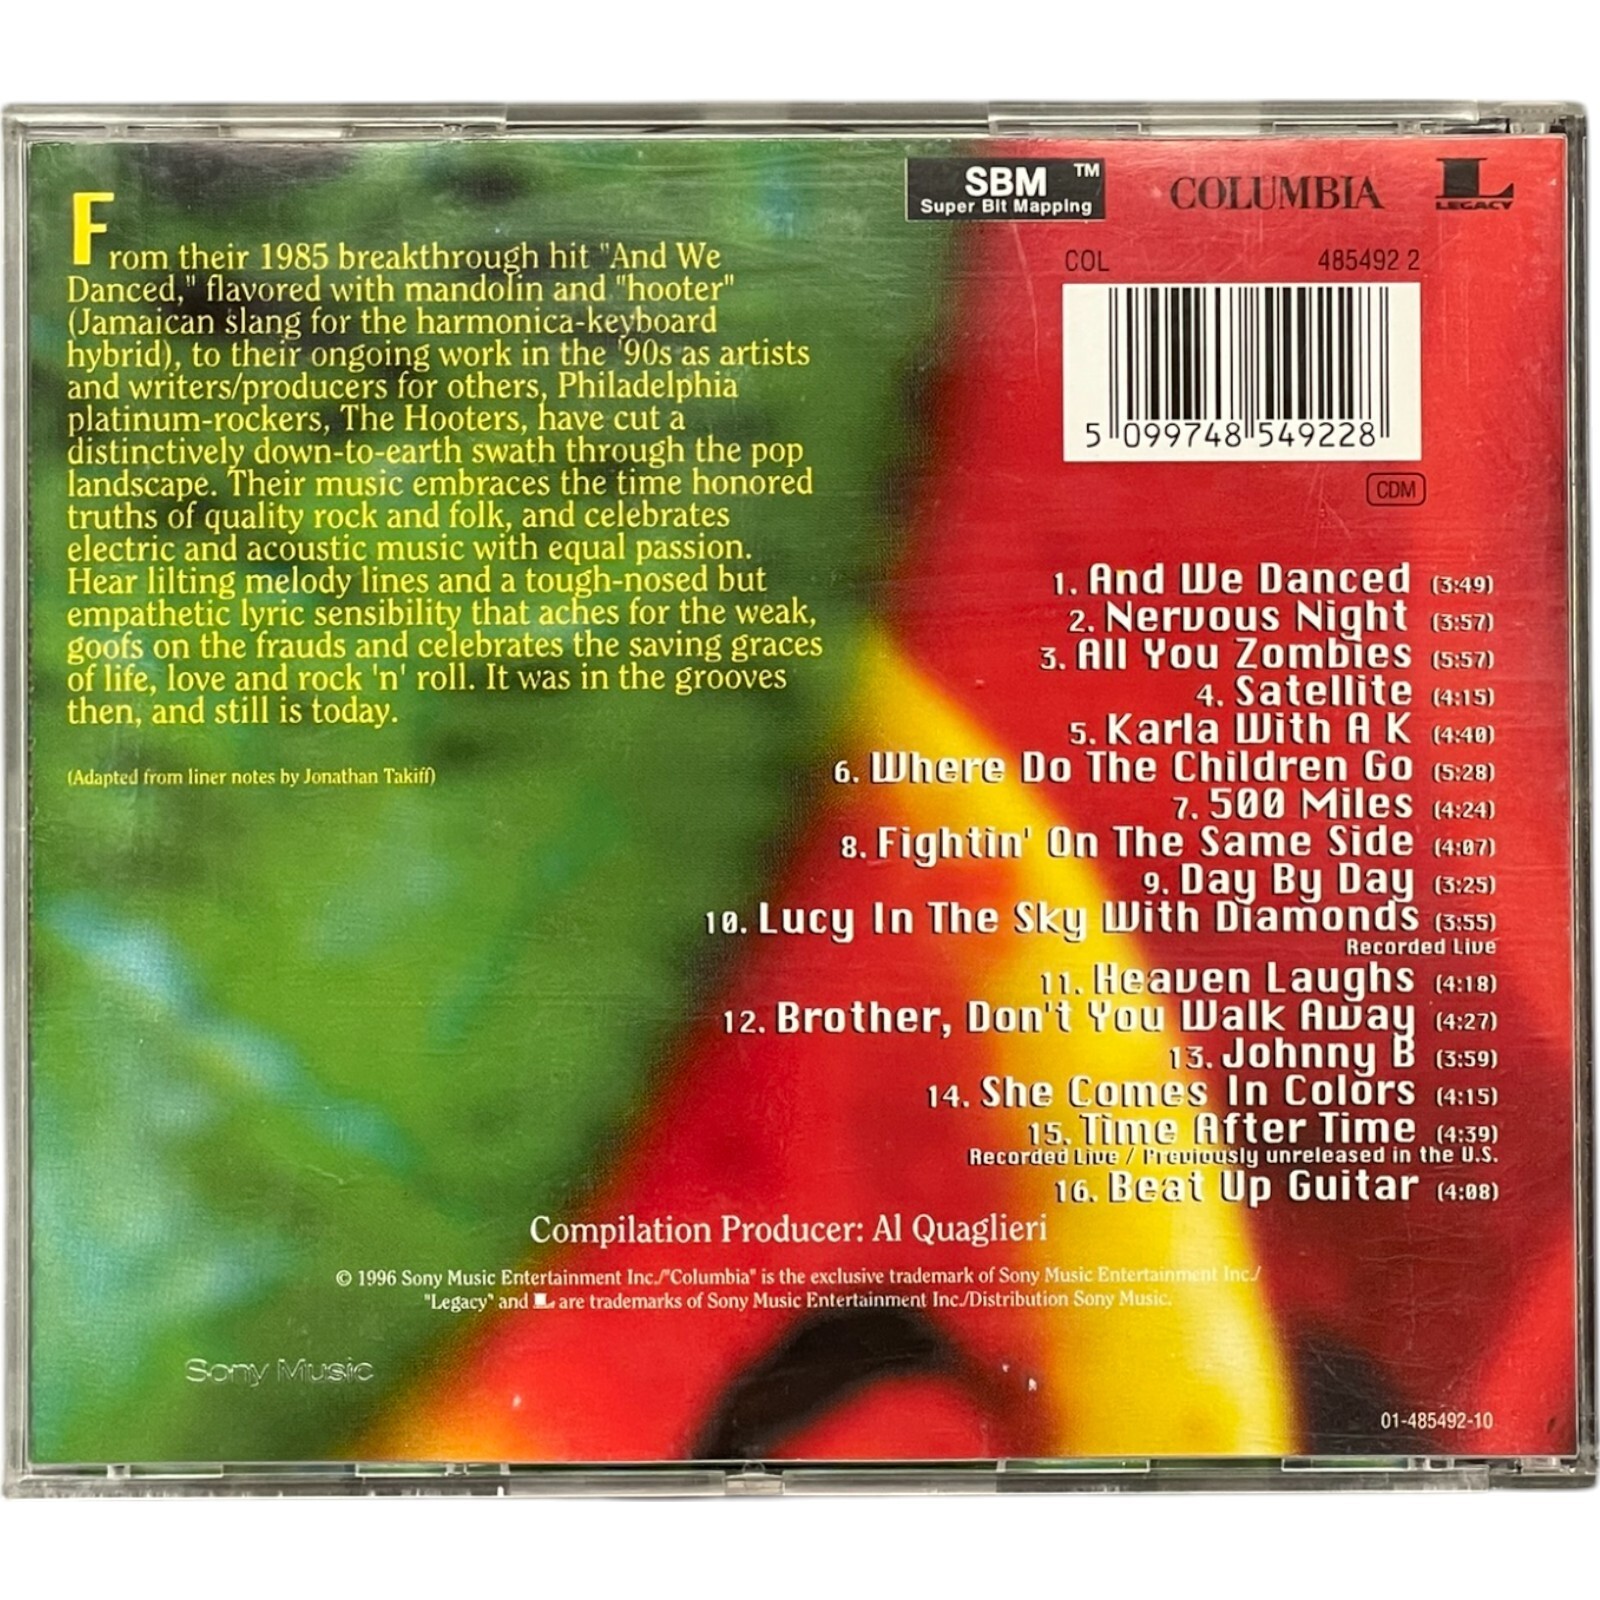 From their 1985 breakthrough hit "And We
Danced," flavored with mandolin and "hooter"
(Jamaican slang for the harmonica-keyboard
hybrid), to their ongoing work in the '90s as artists
and writers/producers for others, Philadelphia
platinum-rockers, The Hooters, have cut a
distinctively down-to-earth swath through the pop
landscape. Their music embraces the time honored
truths of quality rock and folk, and celebrates
electric and acoustic music with equal passion.
Hear lilting melody lines and a tough-nosed but
empathetic lyric sensibility that aches for the weak,
goofs on the frauds and celebrates the saving graces
of life, love and rock 'n' roll. It was in the grooves
then, and still is today.
(Adapted from liner notes by Jonathan Takiff)
SBM TM
Super Bit Mapping
COLUMBIA
L
LEGACY
COL 485492 2
5 099748 549228
CDM
1. And We Danced (3:49)
2. Nervous Night (3:57)
3. All You Zombies (5:57)
4. Satellite (4:15)
5. Karla With A K (4:40)
6. Where Do The Children Go (5:28)
7. 500 Miles (4:24)
8. Fightin' On The Same Side (4:07)
9. Day By Day (3:25)
10. Lucy In The Sky With Diamonds (3:55)
Recorded Live
11. Heaven Laughs (4:18)
12. Brother, Don't You Walk Away (4:27)
13. Johnny B (3:59)
14. She Comes In Colors (4:15)
15. Time After Time (4:39)
Recorded Live / Previously unreleased in the U.S.
16. Beat Up Guitar (4:08)
Compilation Producer: Al Quaglieri
© 1996 Sony Music Entertainment Inc./"Columbia" is the exclusive trademark of Sony Music Entertainment Inc./
"Legacy" and L are trademarks of Sony Music Entertainment Inc./Distribution Sony Music.
Sony Music
01-485492-10